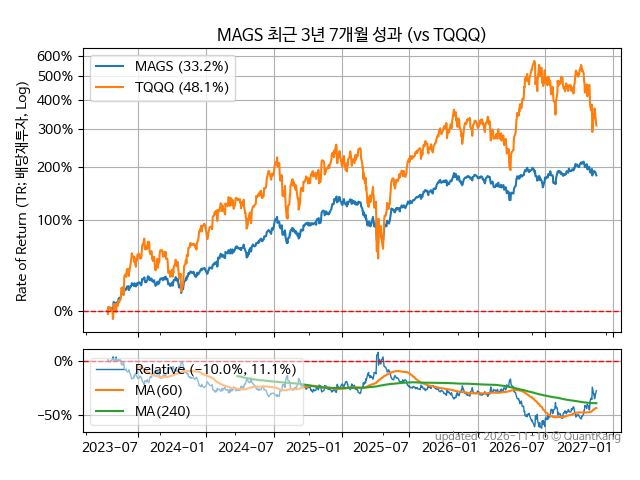 MAGS 최근 3년 7개월 성과 (vs TQQQ)
Rate of Return (TR: 배당재투자, Log)
600%
500%
400%
300%
200%
100%
0%
MAGS (33.2%)
TQQQ (48.1%)
0%
−50%
Relative (-10.0%, 11.1%)
MA(60)
MA(240)
updated: 2026-11-16 © QuantKang
2023-07 2024-01 2024-07 2025-01 2025-07 2026-01 2026-07 2027-01